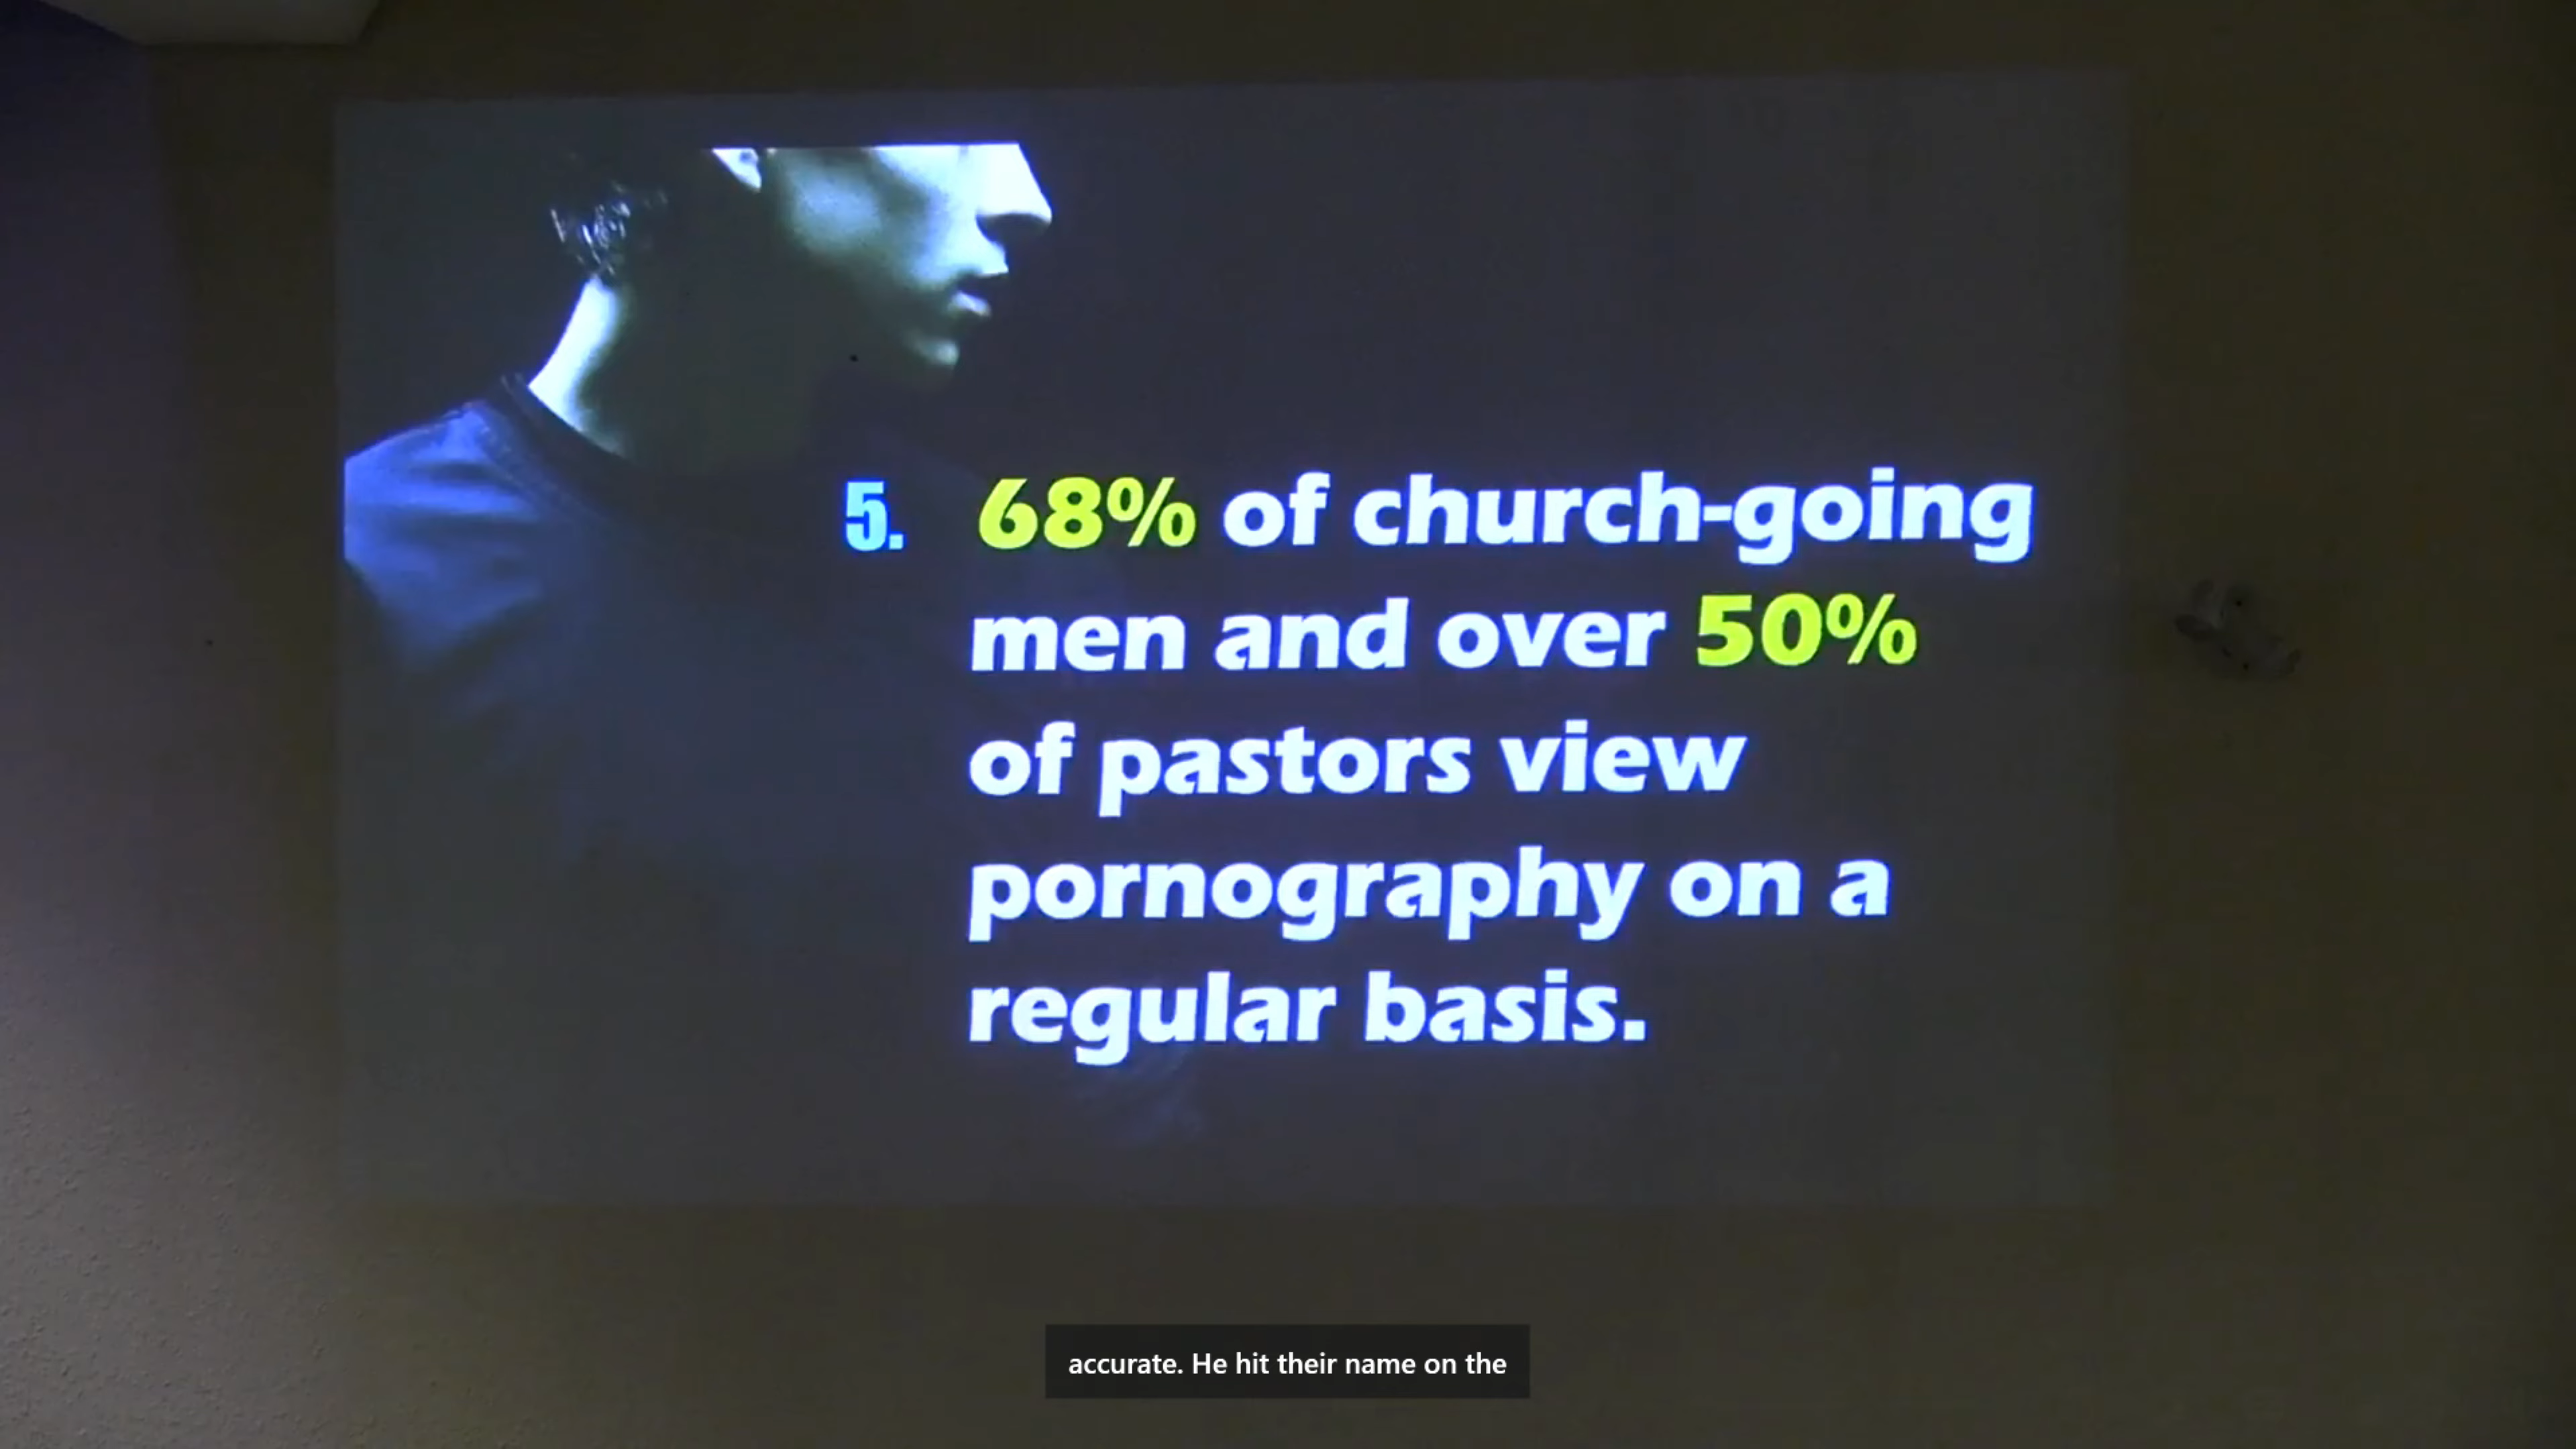 5. 68% of church-going
men and over 50%
of pastors view
pornography on a
regular basis.
accurate. He hit their name on the